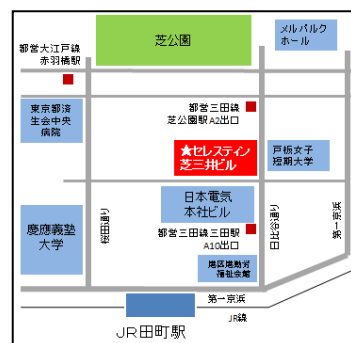 芝公園
メルパルク
ホール
都営大江戸線
赤羽橋駅
東京都済
生会中央
病院
都営三田線
芝公園駅A2出口
★セレスティン
芝三井ビル
戸板女子
短期大学
日本電気
本社ビル
桜田通り
日比谷通り
第一京浜
慶應義塾
大学
都営三田線三田駅
A10出口
港区港勤労
福祉会館
第一京浜
JR線
JR田町駅